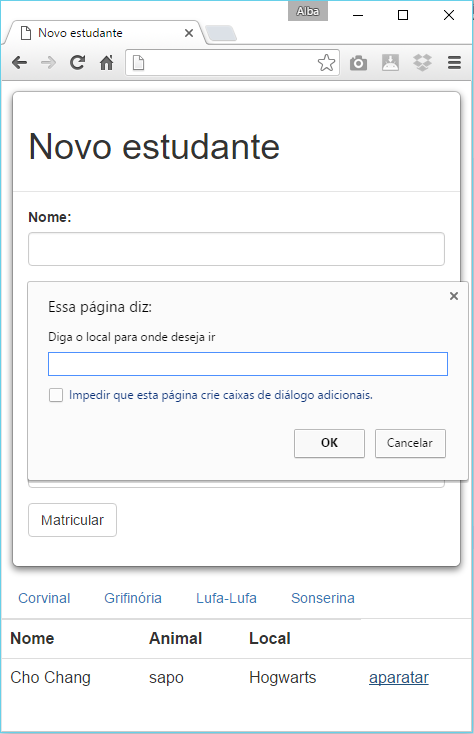 Alba
Novo estudante
Novo estudante
Nome:
Essa página diz:
Diga o local para onde deseja ir
Impedir que esta página crie caixas de diálogo adicionais.
OK Cancelar
Matricular
Corvinal Grifinória Lufa-Lufa Sonserina
Nome Animal Local
Cho Chang sapo Hogwarts aparatar